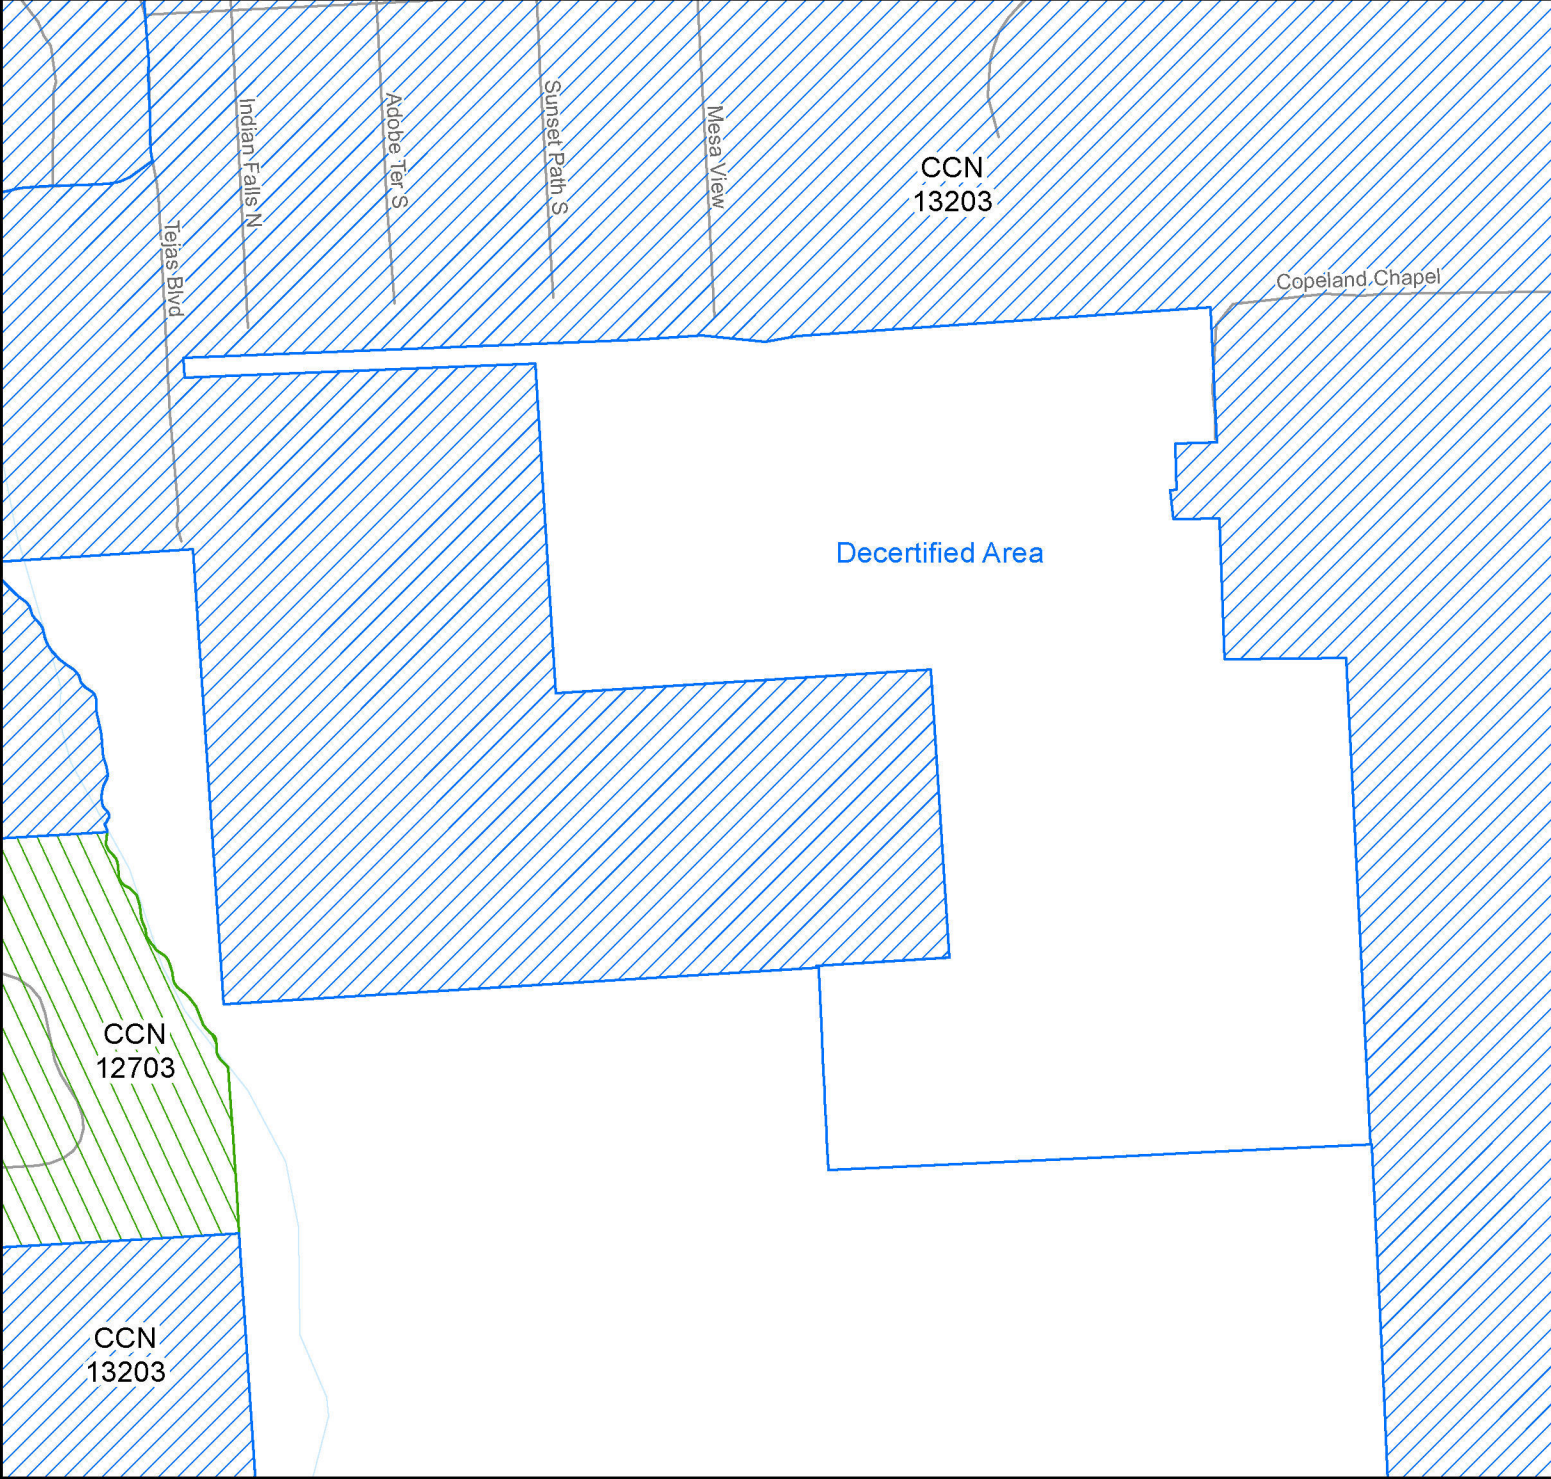 Indian Falls N
Adobe Ter S
Sunset Path S
Mesa View
CCN
13203
Tejas Blvd
Copeland Chapel
Decertified Area
CCN
12703
CCN
13203